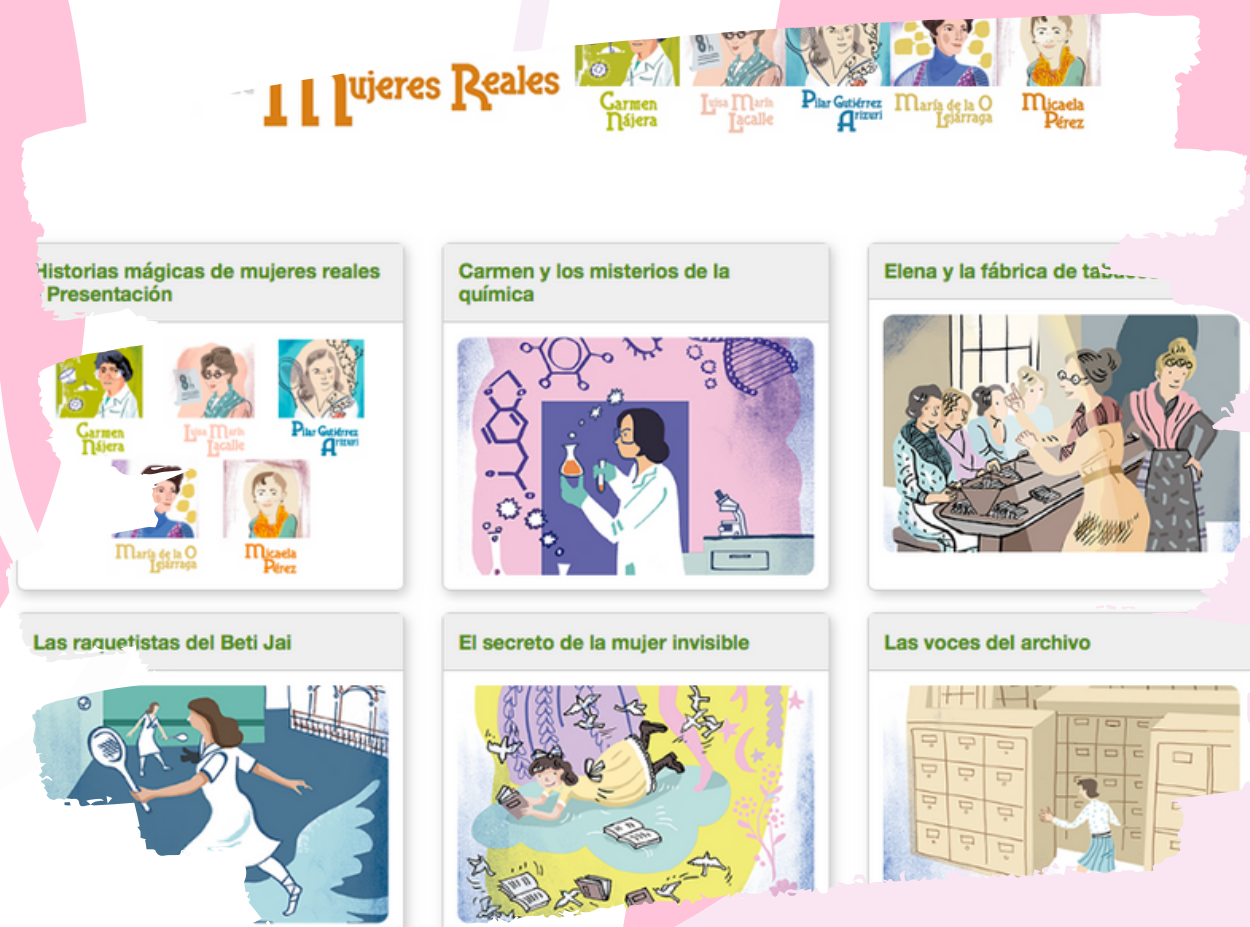 ujeres Reales
Carmen
Nájera
Luisa María
Lacalle
Pilar Gutiérrez
Arizuri
María de la O
Lejárraga
Micaela
Pérez
Historias mágicas de mujeres reales
Presentación
Carmen y los misterios de la
química
Elena y la fábrica de
8h
Carmen
Nájera
Luisa María
Lacalle
Pilar Gutiérrez
Arizuri
María de la O
Lejárraga
Micaela
Pérez
Las raquetistas del Beti Jai
El secreto de la mujer invisible
Las voces del archivo